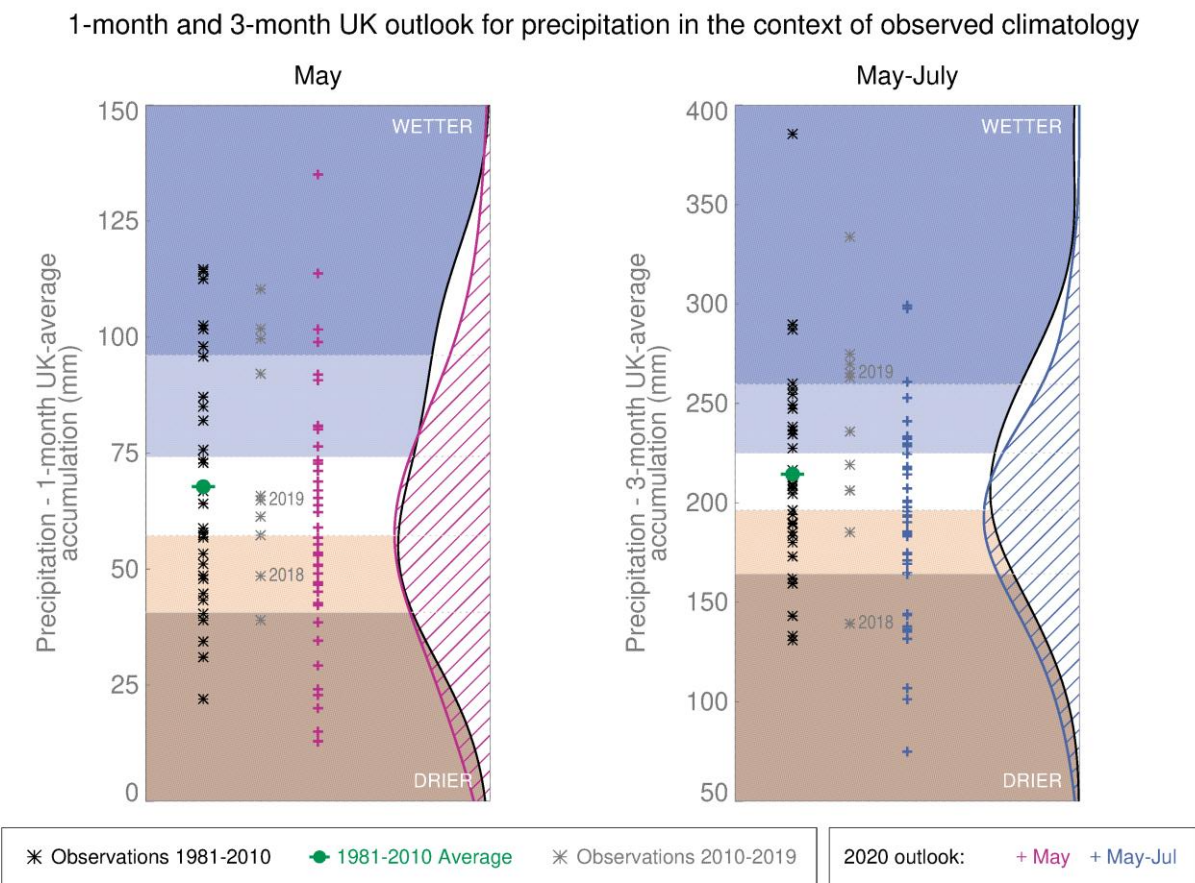 1-month and 3-month UK outlook for precipitation in the context of observed climatology
May
Precipitation - 1-month UK-average
accumulation (mm)
150
125
100
75
50
25
0
WETTER
2019
2018
DRIER
May-July
Precipitation - 3-month UK-average
accumulation (mm)
400
350
300
250
200
150
100
50
WETTER
2019
2018
DRIER
Observations 1981-2010
1981-2010 Average
Observations 2010-2019
2020 outlook:
+ May
+ May-Jul